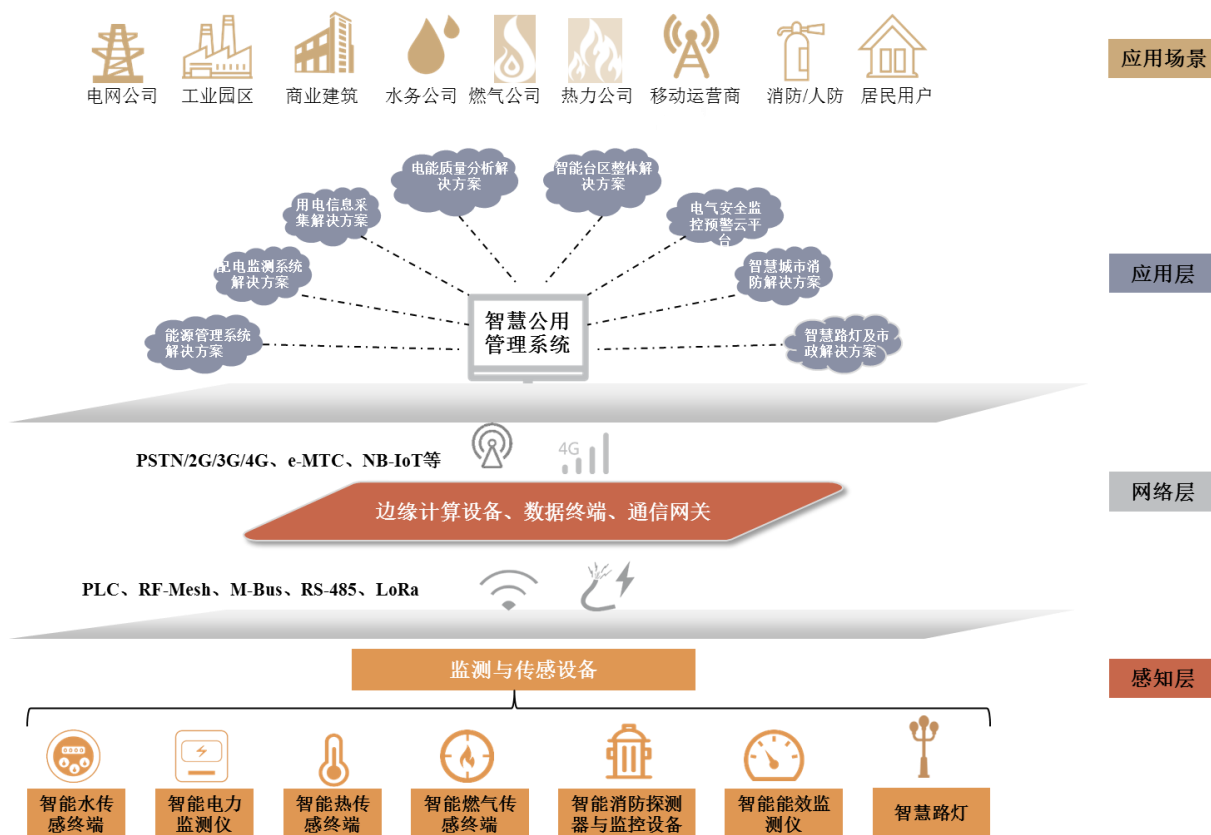 应用场景
电网公司
工业园区
商业建筑
水务公司
燃气公司
热力公司
移动运营商
消防/人防
居民用户
应用层
电能质量分析解
决方案
智能台区整体解
决方案
用电信息采
集解决方案
电气安全监
控预警云平
台
配电监测系统
解决方案
智慧城市消
防解决方案
能源管理系统
解决方案
智慧公用
管理系统
智慧路灯及市
政解决方案
PSTN/2G/3G/4G、e-MTC、NB-IoT等
4G
网络层
边缘计算设备、数据终端、通信网关
PLC、RF-Mesh、M-Bus、RS-485、LoRa
监测与传感设备
感知层
智能水传
感终端
智能电力
监测仪
智能热传
感终端
智能燃气传
感终端
智能消防探测
器与监控设备
智能能效监
测仪
智慧路灯